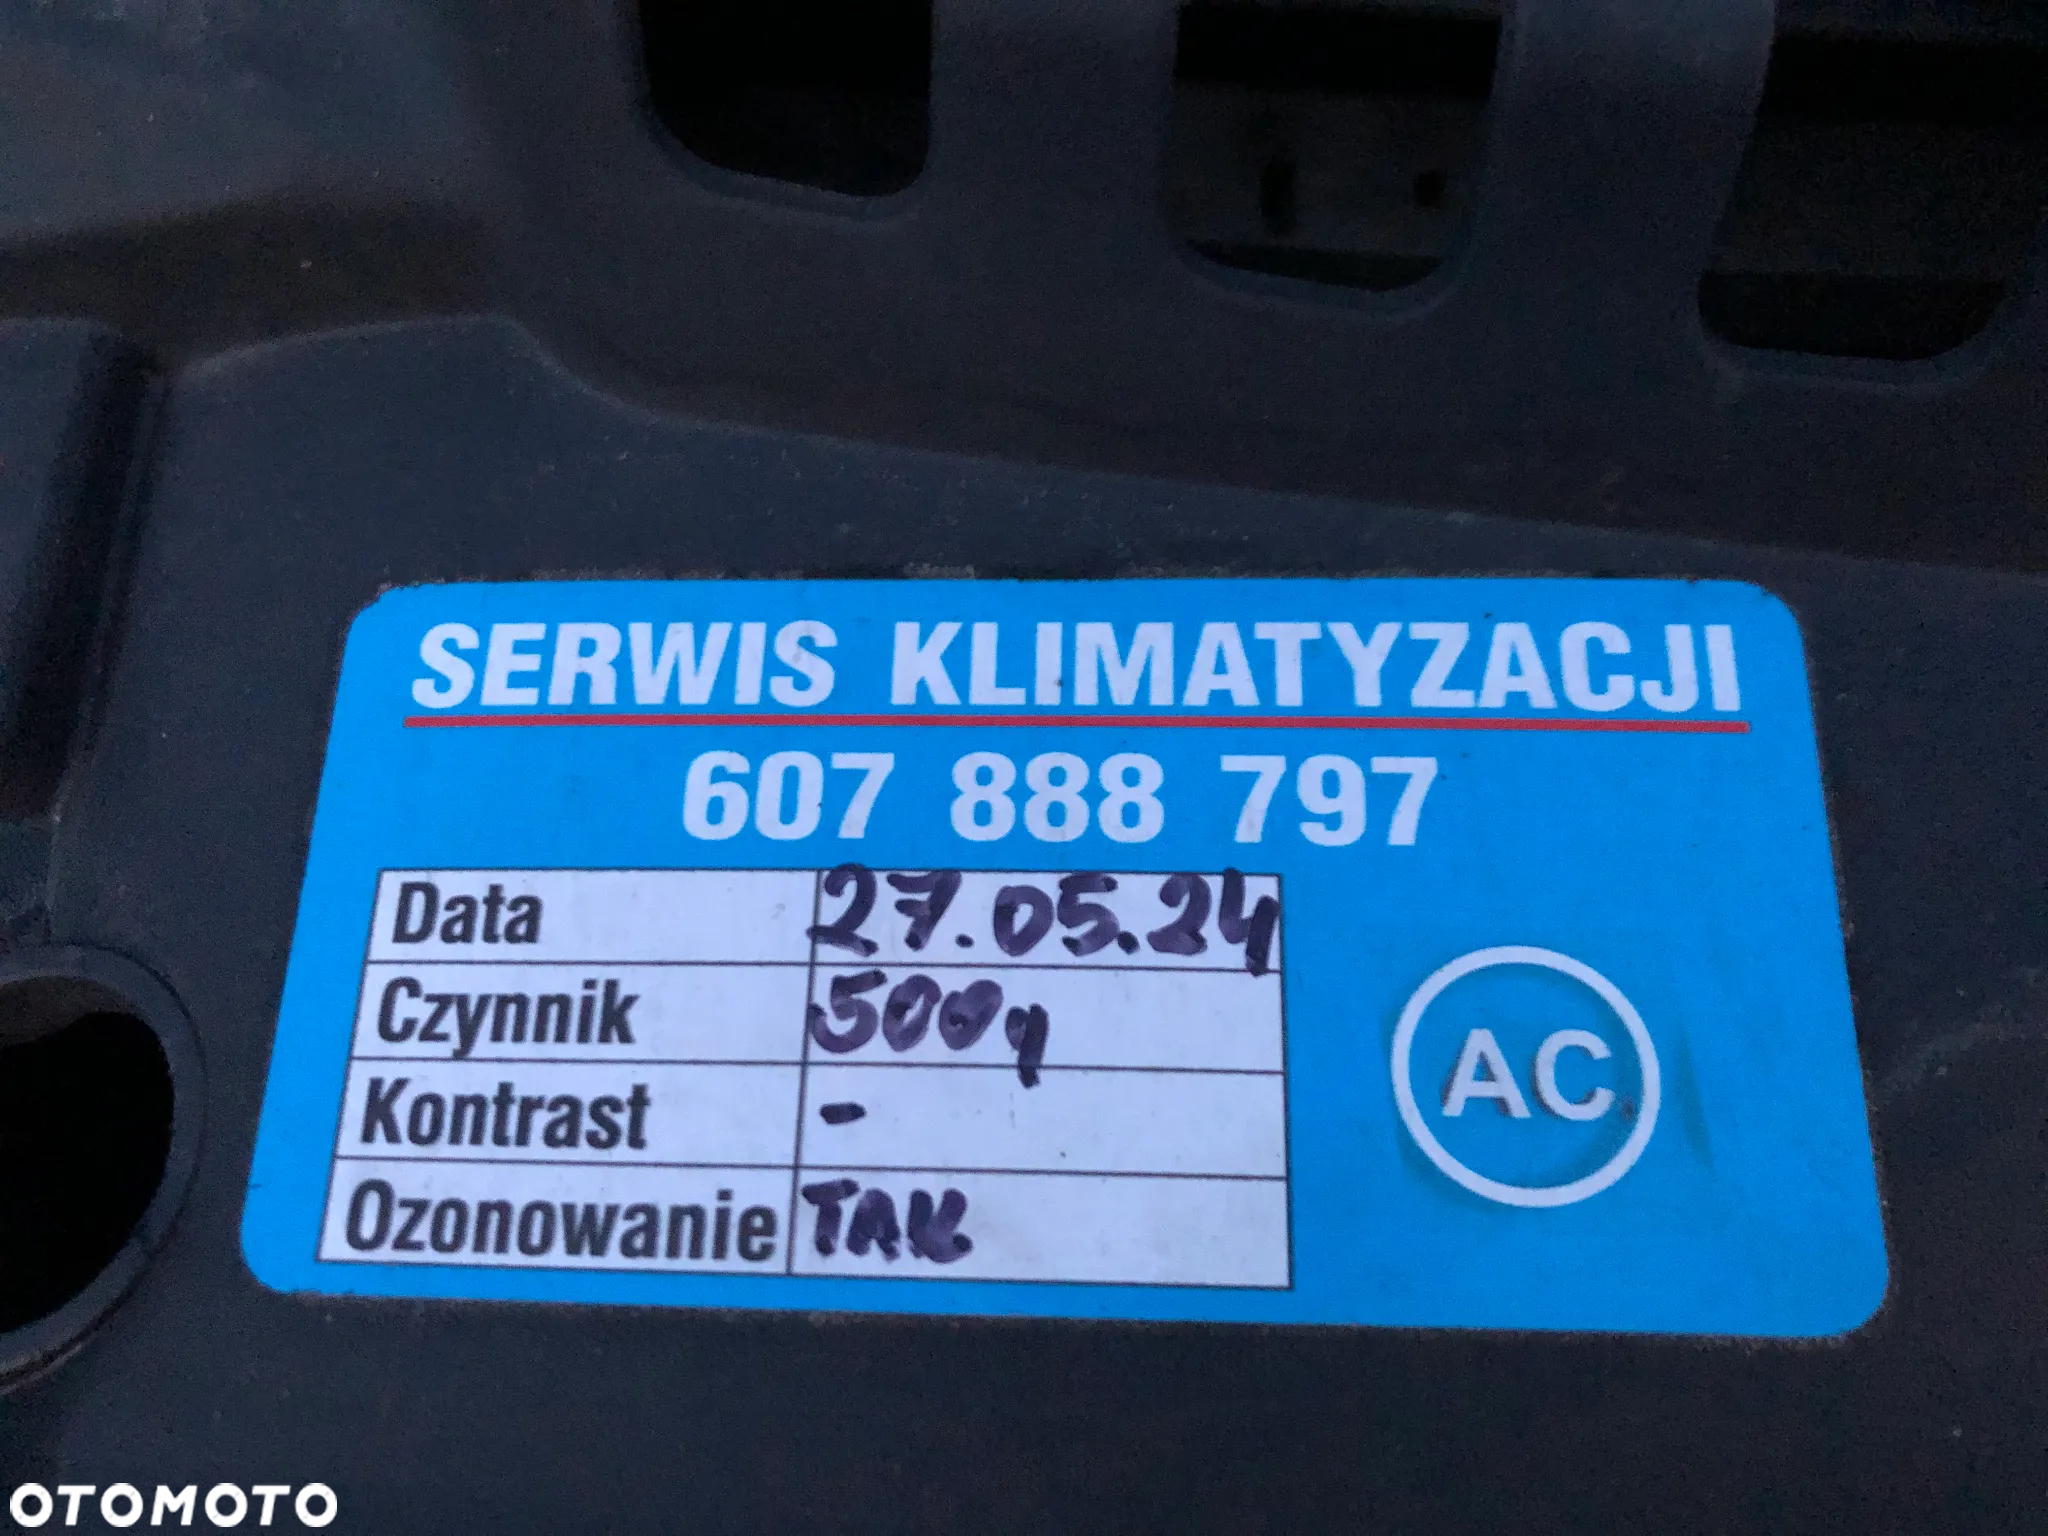 SERWIS KLIMATYZACJI
607 888 797
Data 27.05.24
Czynnik 500g
Kontrast -
Ozonowanie TAK
AC
OTOMOTO